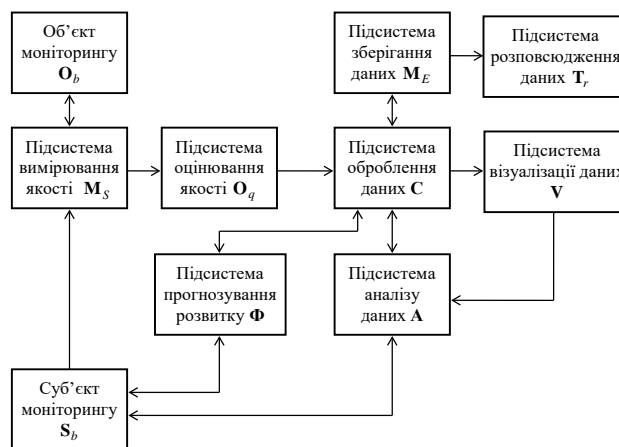 Об’єкт
моніторингу
O_b
Підсистема
зберігання
даних M_E
Підсистема
розповсюдження
даних T_r
Підсистема
вимірювання
якості M_S
Підсистема
оцінювання
якості O_q
Підсистема
оброблення
даних C
Підсистема
візуалізації даних
V
Підсистема
прогнозування
розвитку Φ
Підсистема
аналізу
даних A
Суб’єкт
моніторингу
S_b